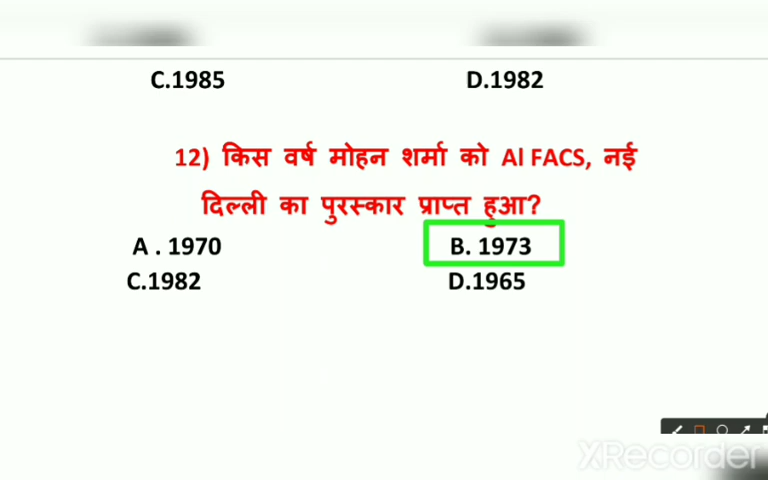 C.1985 D.1982
12) किस वर्ष मोहन शर्मा को AI FACS, नई
दिल्ली का पुरस्कार प्राप्त हुआ?
A . 1970 B. 1973
C.1982 D.1965
XRecorder